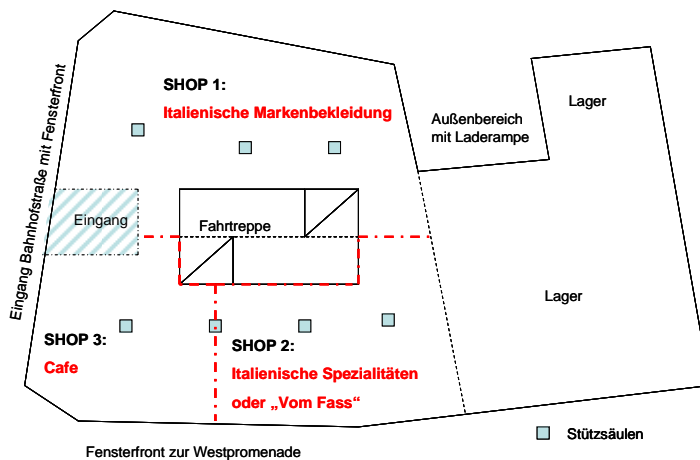 SHOP 1:
Italienische Markenbekleidung
Lager
Außenbereich
mit Laderampe
Eingang Bahnhofstraße mit Fensterfront
Eingang
Fahrtreppe
Lager
SHOP 3:
Cafe
SHOP 2:
Italienische Spezialitäten
oder „Vom Fass“
Stützsäulen
Fensterfront zur Westpromenade